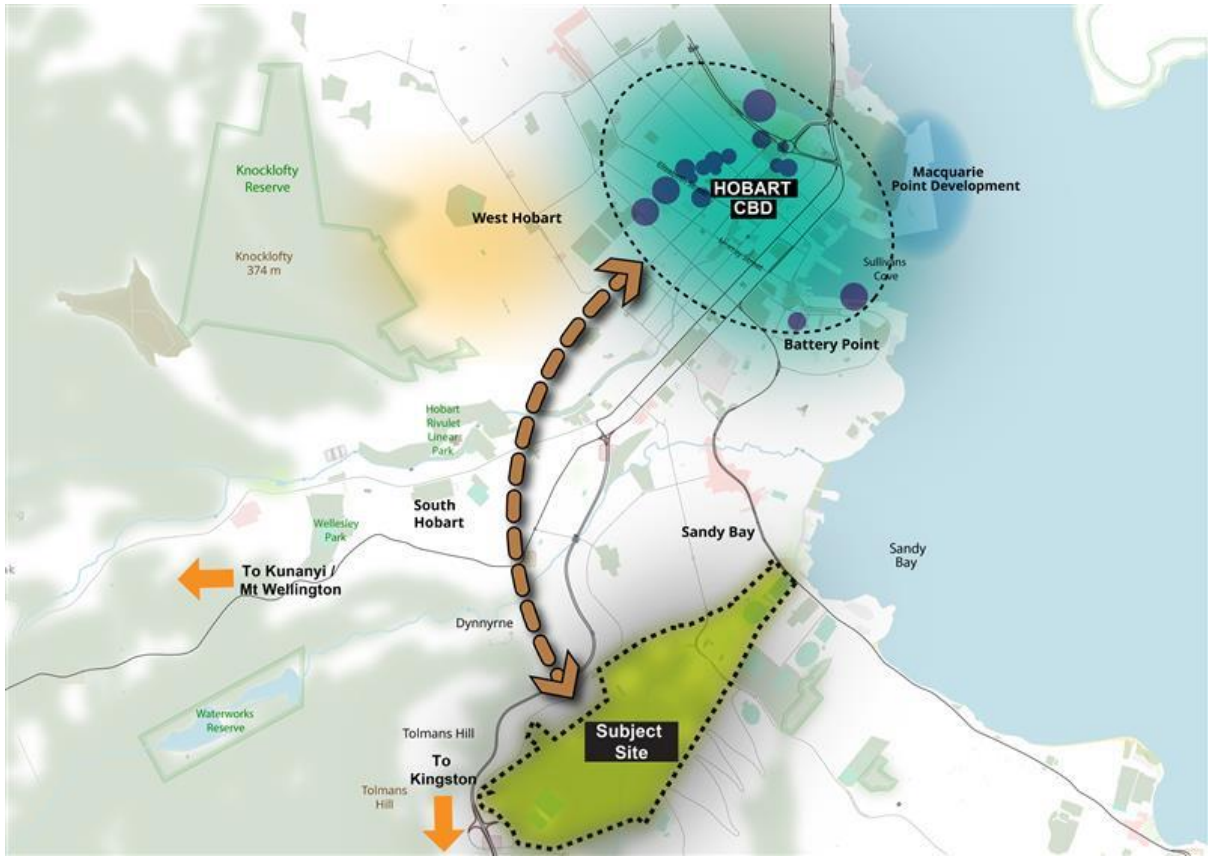 Knocklofty
Reserve
Knocklofty
374 m
West Hobart
HOBART
CBD
Macquarie
Point Development
Sullivans
Cove
Battery Point
Hobart
Rivulet
Linear
Park
South
Hobart
Wellesley
Park
Sandy Bay
Sandy
Bay
To Kunanyi /
Mt Wellington
Dynnyrne
Waterworks
Reserve
Tolmans Hill
To
Kingston
Tolmans
Hill
Subject
Site